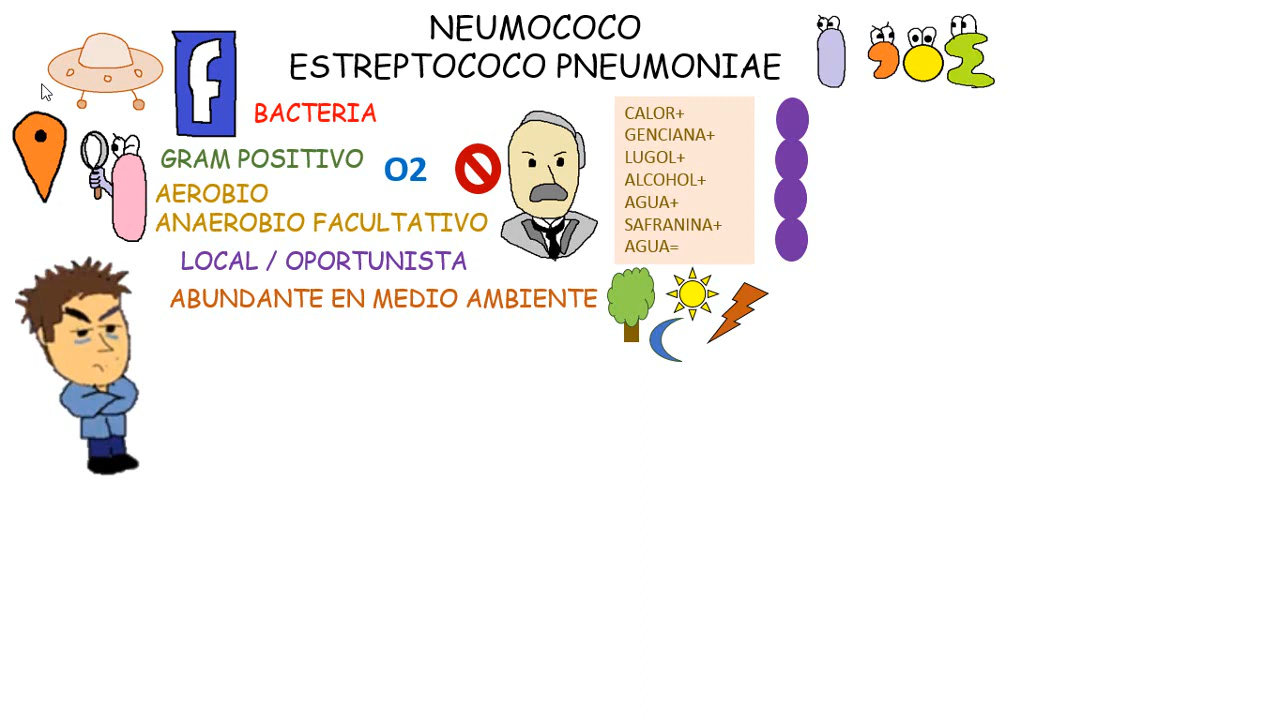 NEUMOCOCO
ESTREPTOCOCO PNEUMONIAE
f
BACTERIA
GRAM POSITIVO
O2
AEROBIO
ANAEROBIO FACULTATIVO
LOCAL / OPORTUNISTA
ABUNDANTE EN MEDIO AMBIENTE
CALOR+
GENCIANA+
LUGOL+
ALCOHOL+
AGUA+
SAFRANINA+
AGUA=